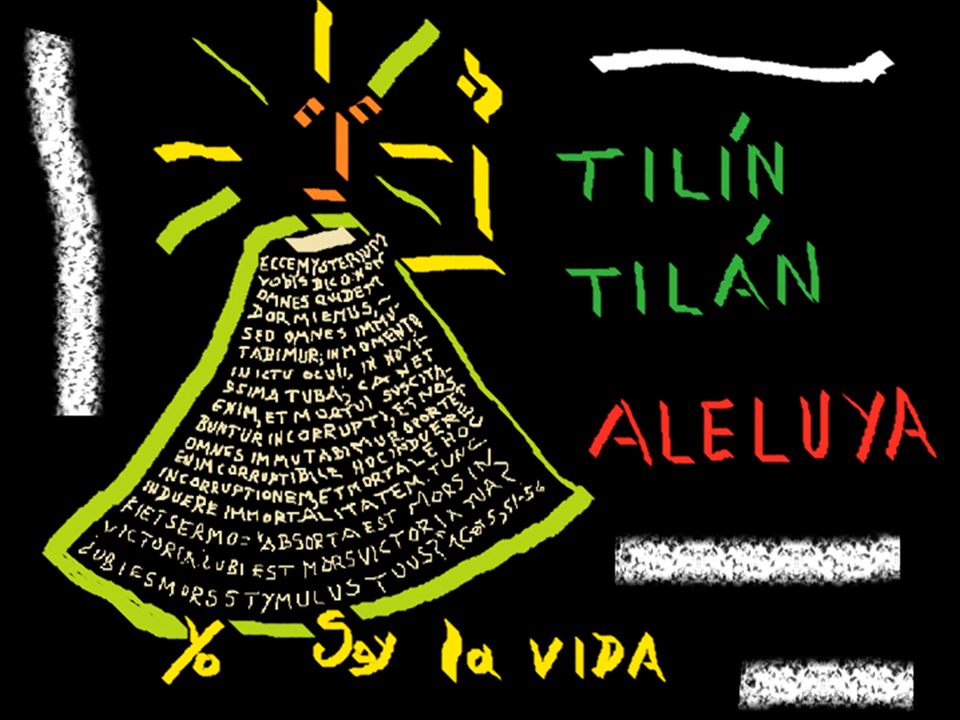 TILÍN
TILÁN
ALELUYA
ECCE MYSTERIUM
VOBIS DICO: NON
OMNES QUIDEM
DORMIEMUS,
SED OMNES IMMU-
TABIMUR; IN MOMENTO
IN ICTU OCULI, IN NOVIS
SSIMA TUBA; CANET
ENIM, ET MORTUI SUSCITA-
BUNTUR INCORRUPTI, ET NOS
OMNES IMMUTABIMUR. OPORTET
ENIM CORRUPTIBILE HOC INDUERE
INCORRUPTIONEM, ET MORTALE HOC
INDUERE IMMORTALITATEM. TUNC
FIET SERMO= "ABSORTA EST MORS IN
VICTORIA. ¿UBI EST MORS VICTORIA TUA?
¿UBI ES MORS STYMULUS TUUS?" 1Cor 5,51-56
Yo Soy la VIDA